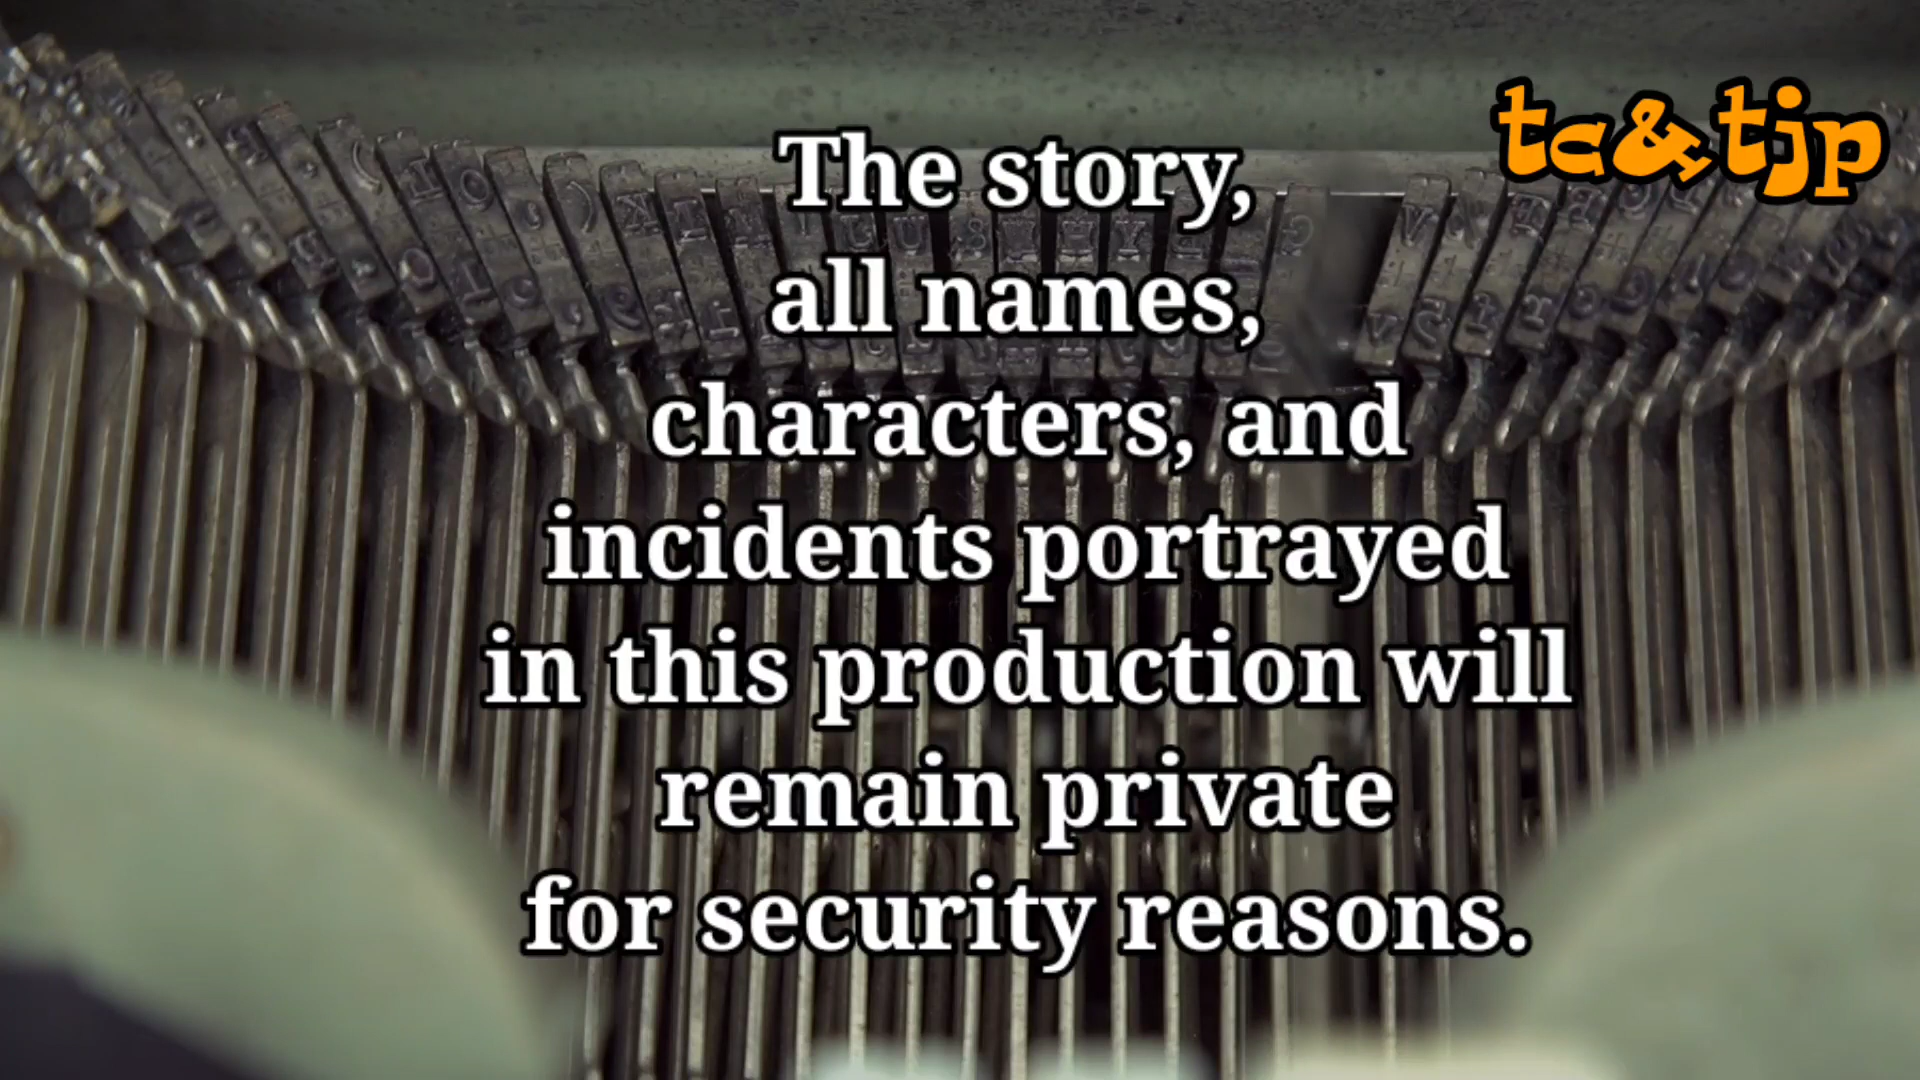 tc&tjp
The story,
all names,
characters, and
incidents portrayed
in this production will
remain private
for security reasons.